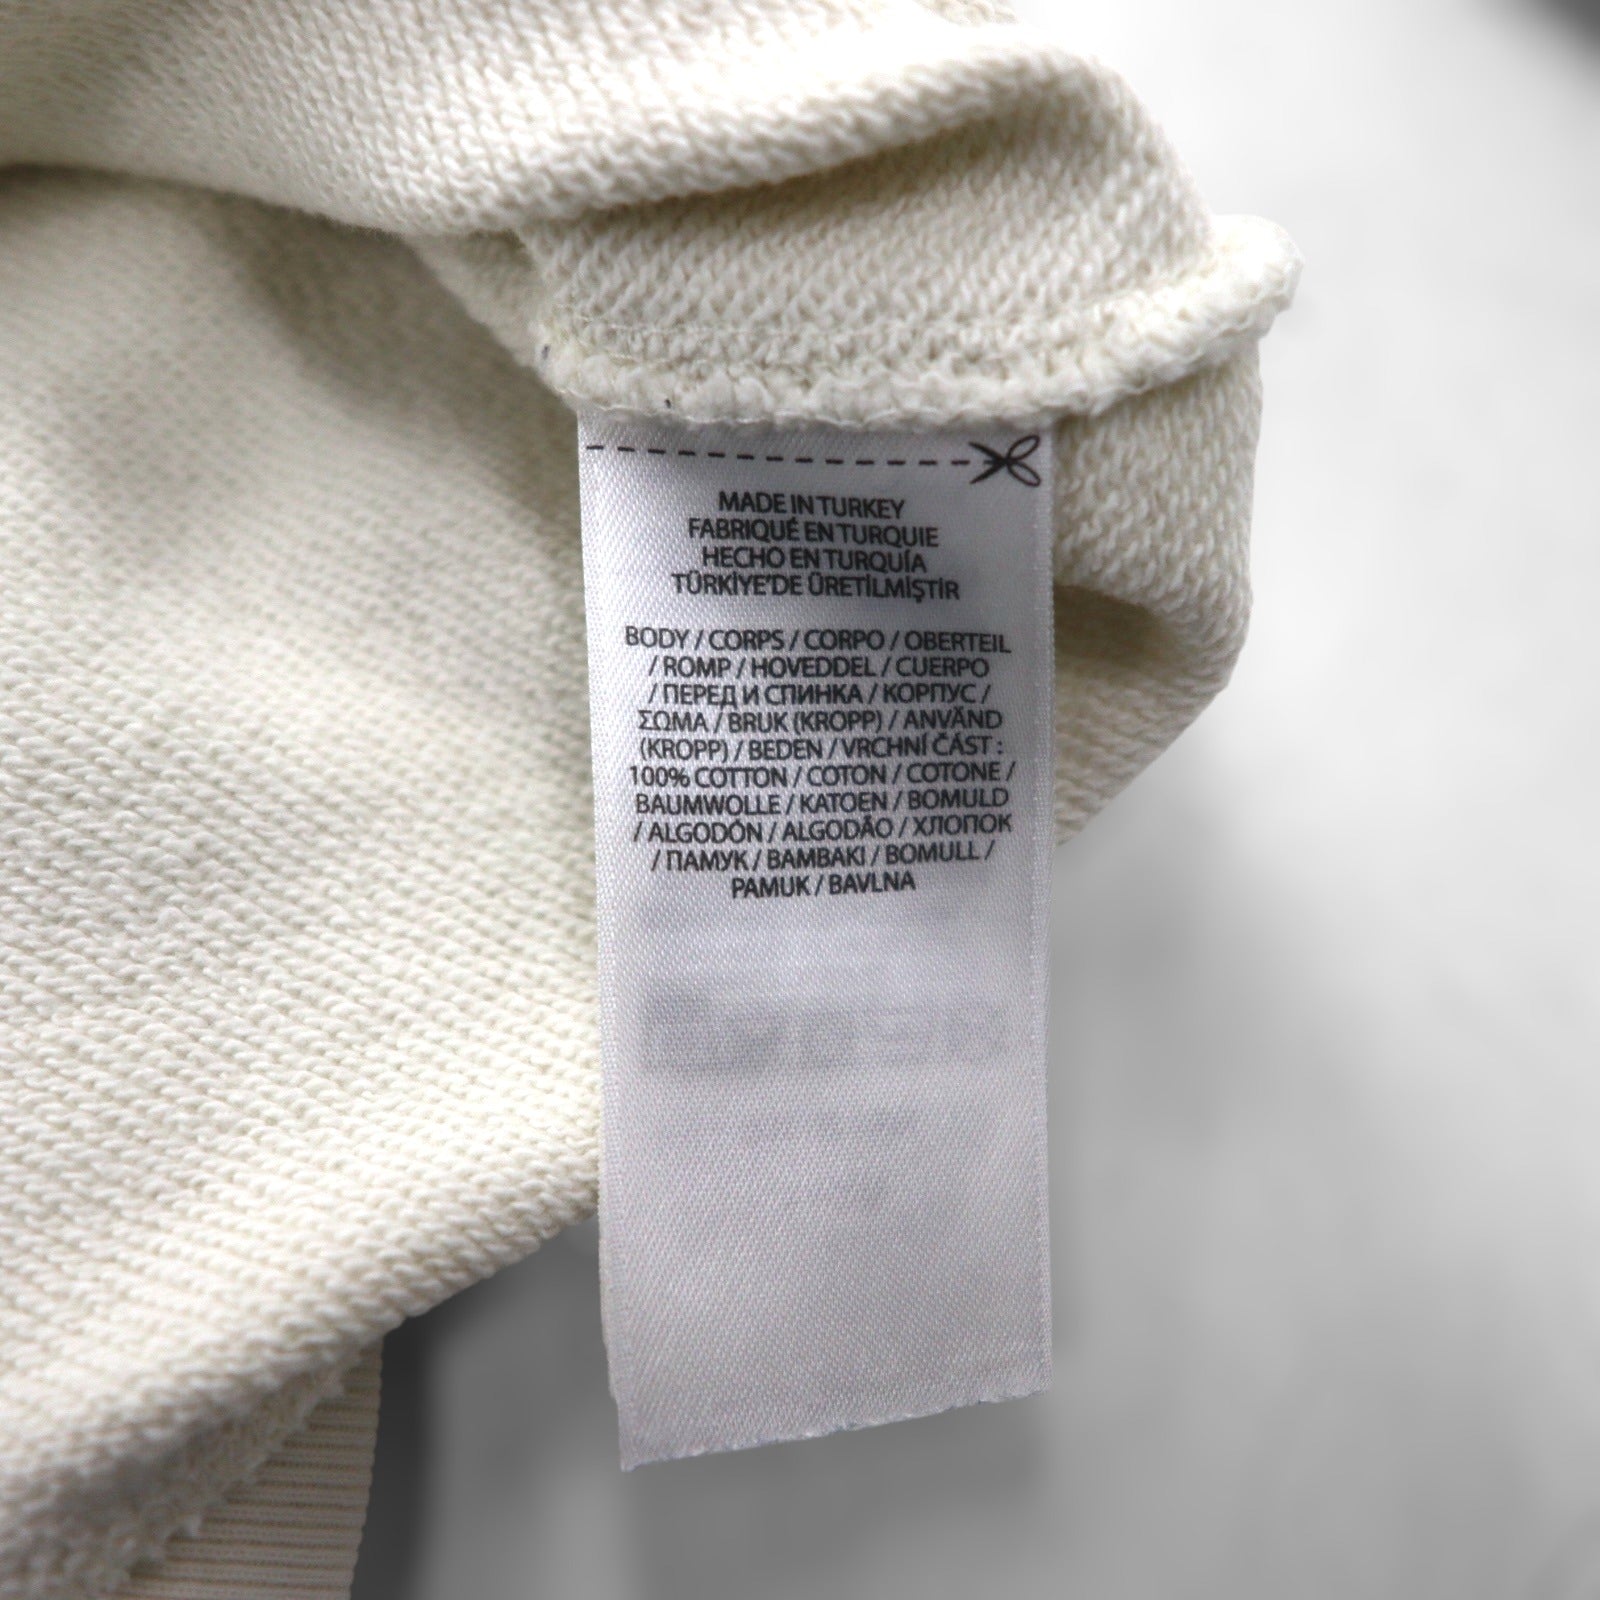 MADE IN TURKEY
FABRIQUÉ EN TURQUIE
HECHO EN TURQUÍA
TÜRKİYE'DE ÜRETİLMİŞTİR
BODY / CORPS / CORPO / OBERTEIL
/ ROMP / HOVEDDEL / CUERPO
/ ПЕРЕД И СПИНКА / КОРПУС /
ΣΩΜΑ / BRUK (KROPP) / ANVÄND
(KROPP) / BEDEN / VRCHNÍ ČÁST :
100% COTTON / COTON / COTONE /
BAUMWOLLE / KATOEN / BOMULD
/ ALGODÓN / ALGODÃO / ХЛОПОК
/ ПАМУК / ΒΑΜΒΑΚΙ / BOMULL /
PAMUK / BAVLNA